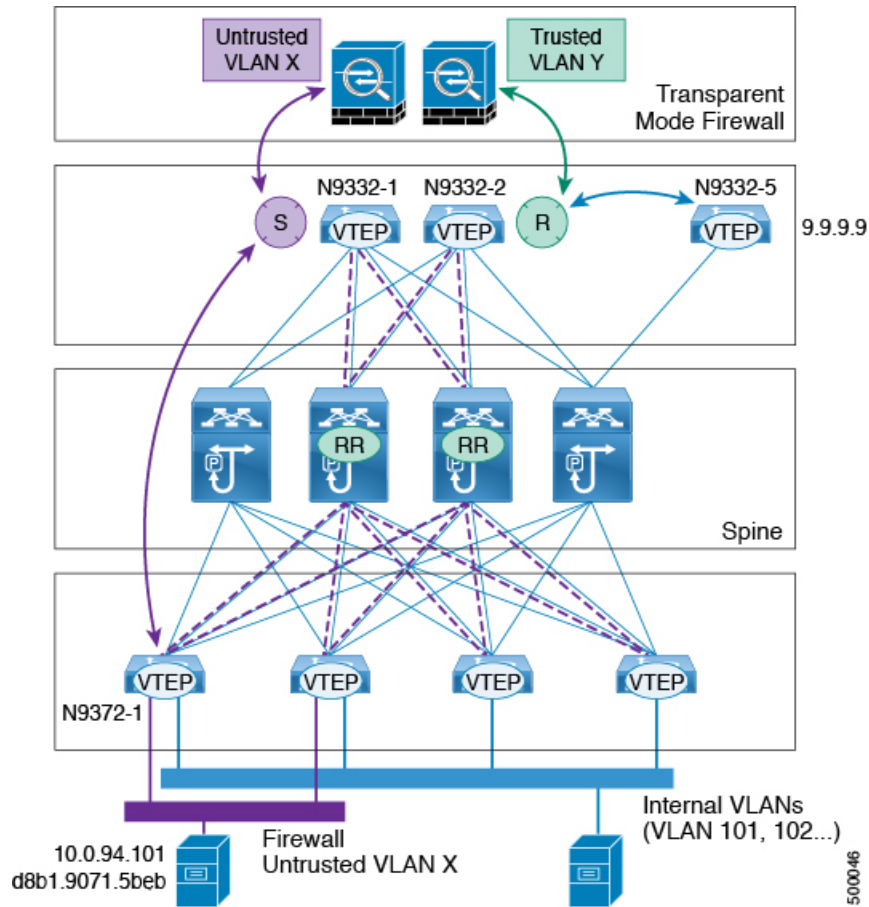 Untrusted
VLAN X
Trusted
VLAN Y
Transparent
Mode Firewall
N9332-1
N9332-2
N9332-5
S
VTEP
VTEP
R
VTEP
9.9.9.9
RR
RR
P
P
P
P
Spine
VTEP
VTEP
VTEP
VTEP
N9372-1
Internal VLANs
(VLAN 101, 102...)
Firewall
Untrusted VLAN X
10.0.94.101
d8b1.9071.5beb
500046